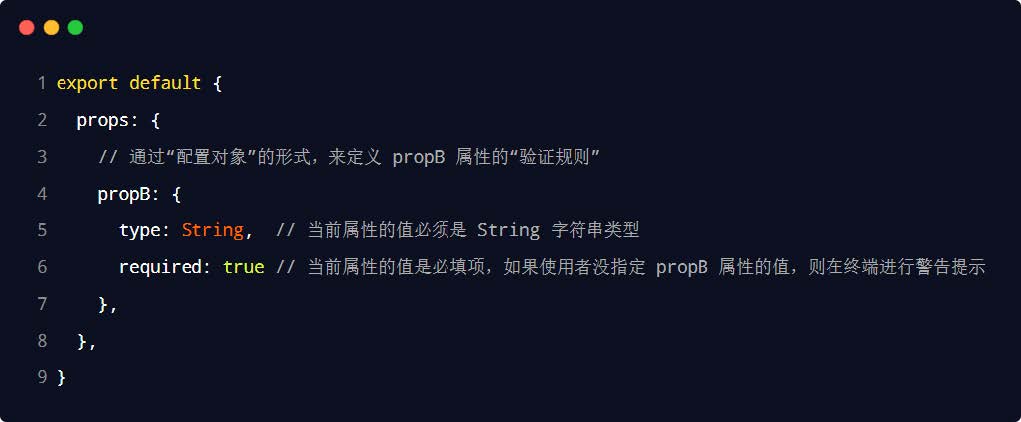 1 export default {
2   props: {
3     // 通过“配置对象”的形式，来定义 propB 属性的“验证规则”
4     propB: {
5       type: String,  // 当前属性的值必须是 String 字符串类型
6       required: true // 当前属性的值是必填项，如果使用者没指定 propB 属性的值，则在终端进行警告提示
7     },
8   },
9 }